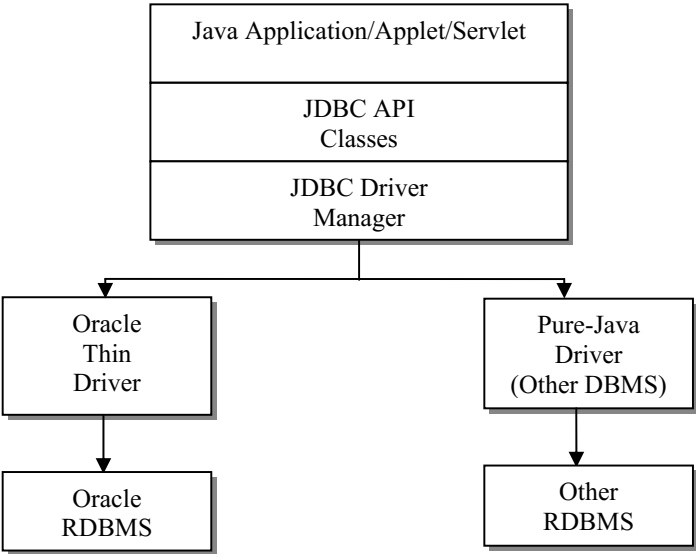 Java Application/Applet/Servlet
JDBC API
Classes
JDBC Driver
Manager
Oracle
Thin
Driver
Pure-Java
Driver
(Other DBMS)
Oracle
RDBMS
Other
RDBMS